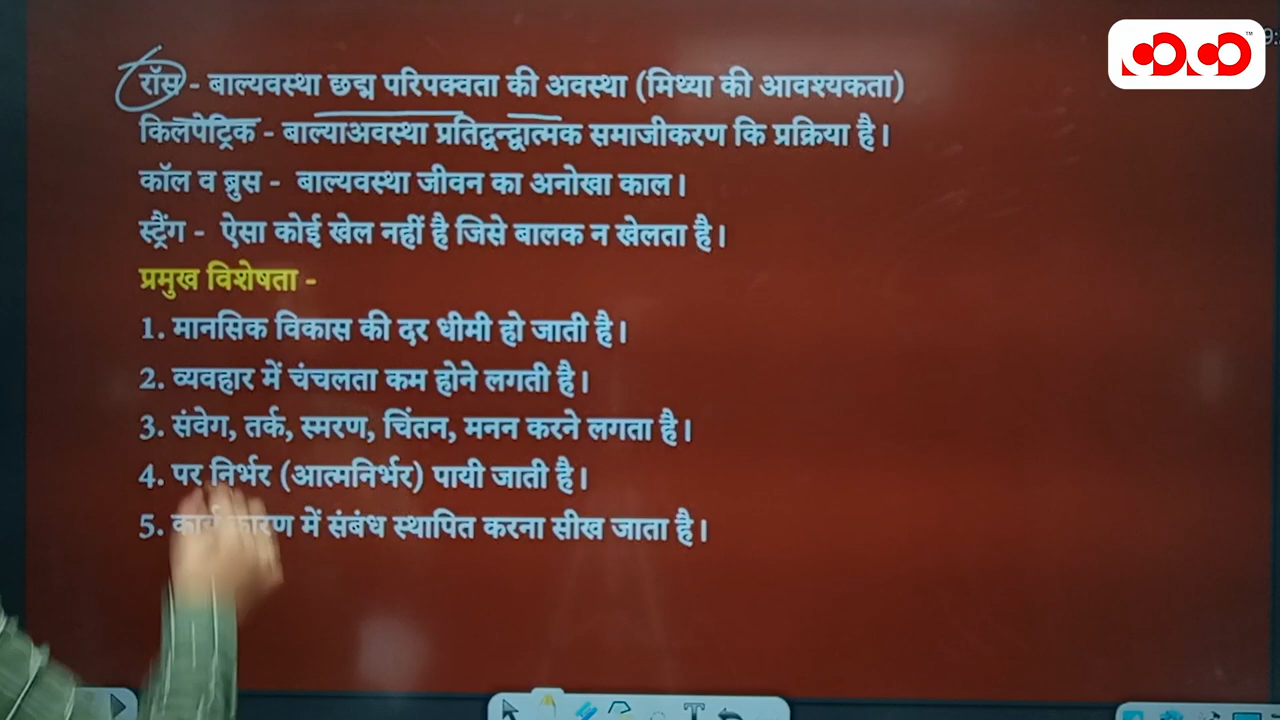 रॉस - बाल्यवस्था छद्म परिपक्वता की अवस्था (मिथ्या की आवश्यकता)
किलपेट्रिक - बाल्याअवस्था प्रतिद्वन्द्वात्मक समाजीकरण कि प्रक्रिया है।
कॉल व ब्रुस - बाल्यवस्था जीवन का अनोखा काल।
स्ट्रैंग - ऐसा कोई खेल नहीं है जिसे बालक न खेलता है।
प्रमुख विशेषता -
1. मानसिक विकास की दर धीमी हो जाती है।
2. व्यवहार में चंचलता कम होने लगती है।
3. संवेग, तर्क, स्मरण, चिंतन, मनन करने लगता है।
4. पर निर्भर (आत्मनिर्भर) पायी जाती है।
5. में संबंध स्थापित करना सीख जाता है।